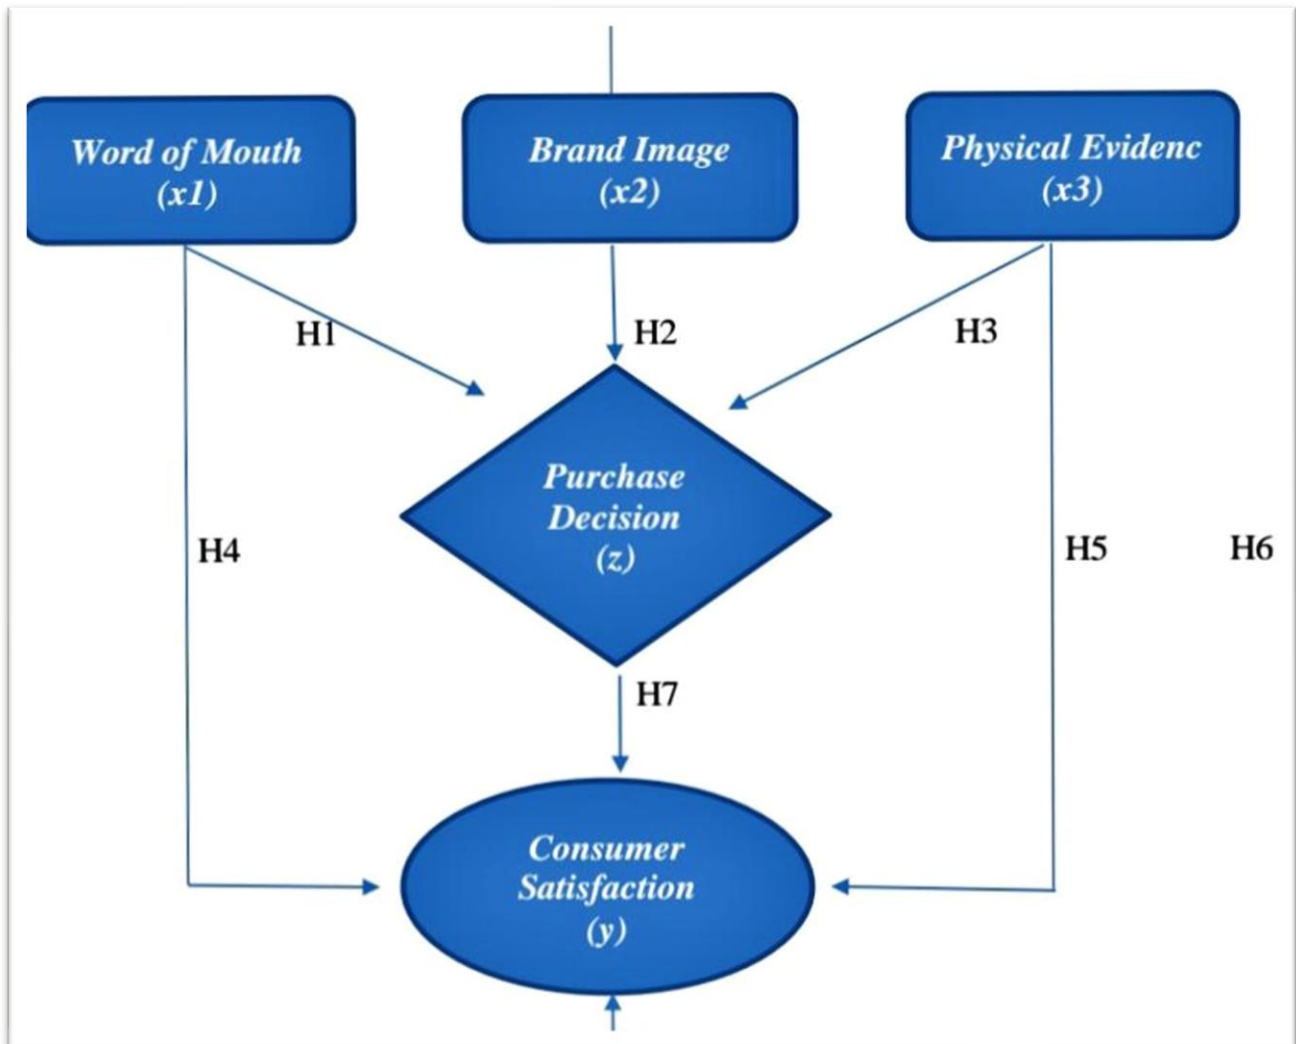 Word of Mouth
(x1)
Brand Image
(x2)
Physical Evidenc
(x3)
H1
H2
H3
Purchase
Decision
(z)
H4
H5
H6
H7
Consumer
Satisfaction
(y)